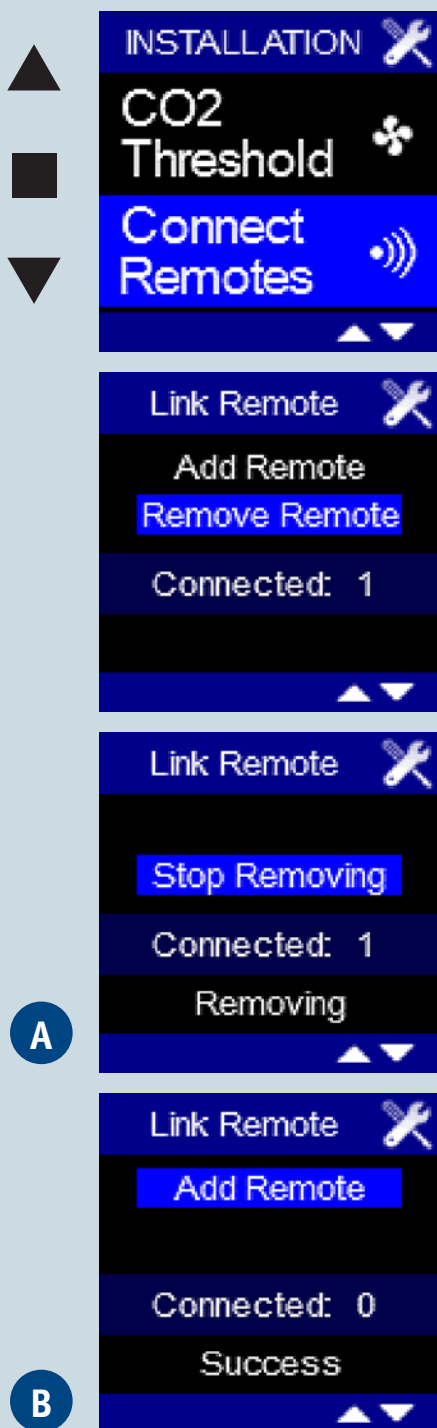 INSTALLATION
CO2
Threshold
Connect
Remotes
Link Remote
Add Remote
Remove Remote
Connected: 1
Link Remote
Stop Removing
Connected: 1
Removing
A
Link Remote
Add Remote
Connected: 0
Success
B